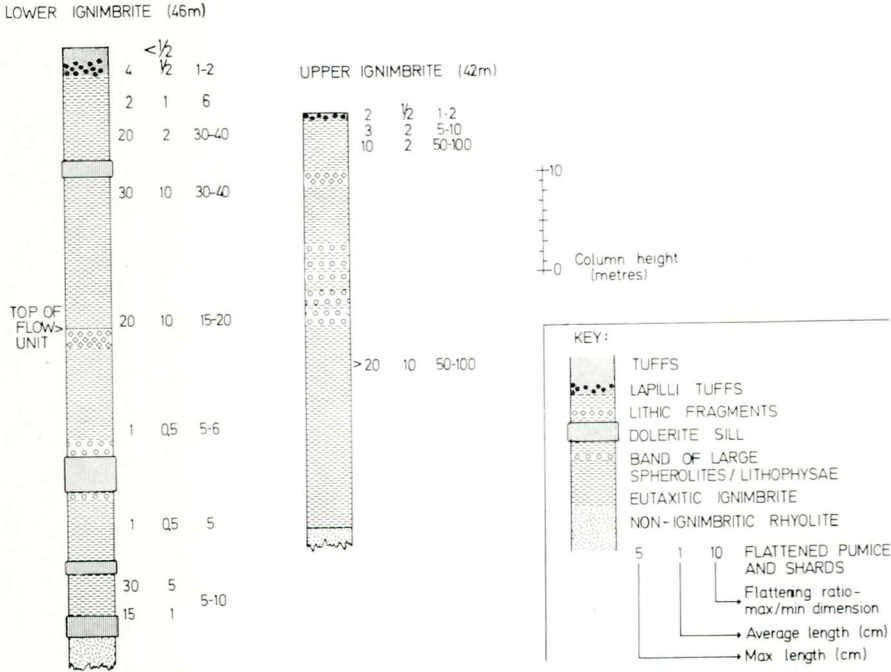 LOWER IGNIMBRITE (46m)
<½
4 ½ 1-2
2 1 6
20 2 30-40
30 10 30-40
TOP OF
FLOW>
UNIT
20 10 15-20
1 0,5 5-6
1 0,5 5
30 5
5-10
15 1
UPPER IGNIMBRITE (42m)
2 ½ 1-2
3 2 5-10
10 2 50-100
>20 10 50-100
10
0
Column height
(metres)
KEY:
TUFFS
LAPILLI TUFFS
LITHIC FRAGMENTS
DOLERITE SILL
BAND OF LARGE
SPHEROLITES/LITHOPHYSAE
EUTAXITIC IGNIMBRITE
NON-IGNIMBRITIC RHYOLITE
5 1 10 FLATTENED PUMICE
AND SHARDS
Flattening ratio-
max/min dimension
Average length (cm)
Max length (cm)